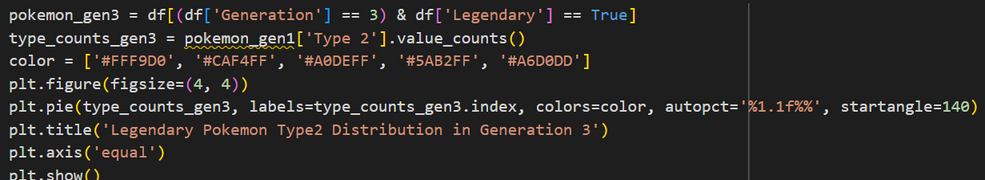 pokemon_gen3 = df[(df['Generation'] == 3) & df['Legendary'] == True]
type_counts_gen3 = pokemon_gen1['Type 2'].value_counts()
color = ['#FFF9D0', '#CAF4FF', '#A0DEFF', '#5AB2FF', '#A6D0DD']
plt.figure(figsize=(4, 4))
plt.pie(type_counts_gen3, labels=type_counts_gen3.index, colors=color, autopct='%1.1f%%', startangle=140)
plt.title('Legendary Pokemon Type2 Distribution in Generation 3')
plt.axis('equal')
plt.show()